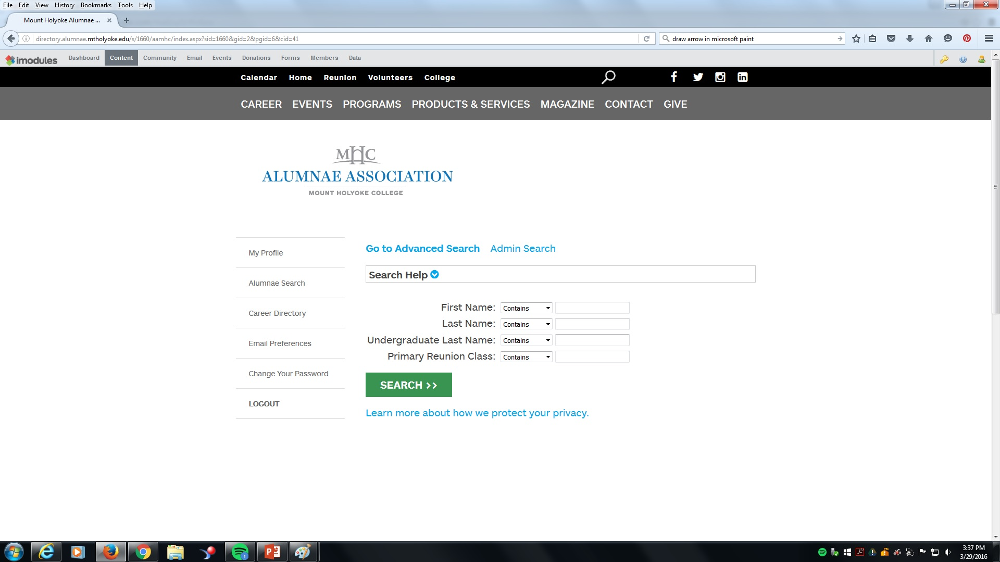 File Edit View History Bookmarks Tools Help
Mount Holyoke Alumnae ...
directory.alumnae.mtholyoke.edu/s/1660/aamhc/index.aspx?sid=1660&gid=2&pgid=6&cid=41
draw arrow in microsoft paint
imodules Dashboard Content Community Email Events Donations Forms Members Data
Calendar Home Reunion Volunteers College
CAREER EVENTS PROGRAMS PRODUCTS & SERVICES MAGAZINE CONTACT GIVE
MHC
ALUMNAE ASSOCIATION
MOUNT HOLYOKE COLLEGE
My Profile
Alumnae Search
Career Directory
Email Preferences
Change Your Password
LOGOUT
Go to Advanced Search Admin Search
Search Help
First Name: Contains
Last Name: Contains
Undergraduate Last Name: Contains
Primary Reunion Class: Contains
SEARCH >>
Learn more about how we protect your privacy.
3:37 PM
3/29/2016